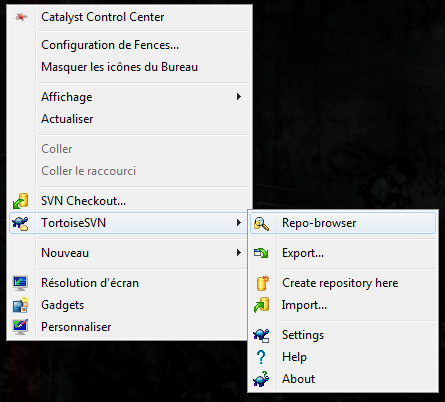 Catalyst Control Center
Configuration de Fences...
Masquer les icônes du Bureau
Affichage
Actualiser
Coller
Coller le raccourci
SVN Checkout...
TortoiseSVN
Nouveau
Résolution d'écran
Gadgets
Personnaliser
Repo-browser
Export...
Create repository here
Import...
Settings
Help
About